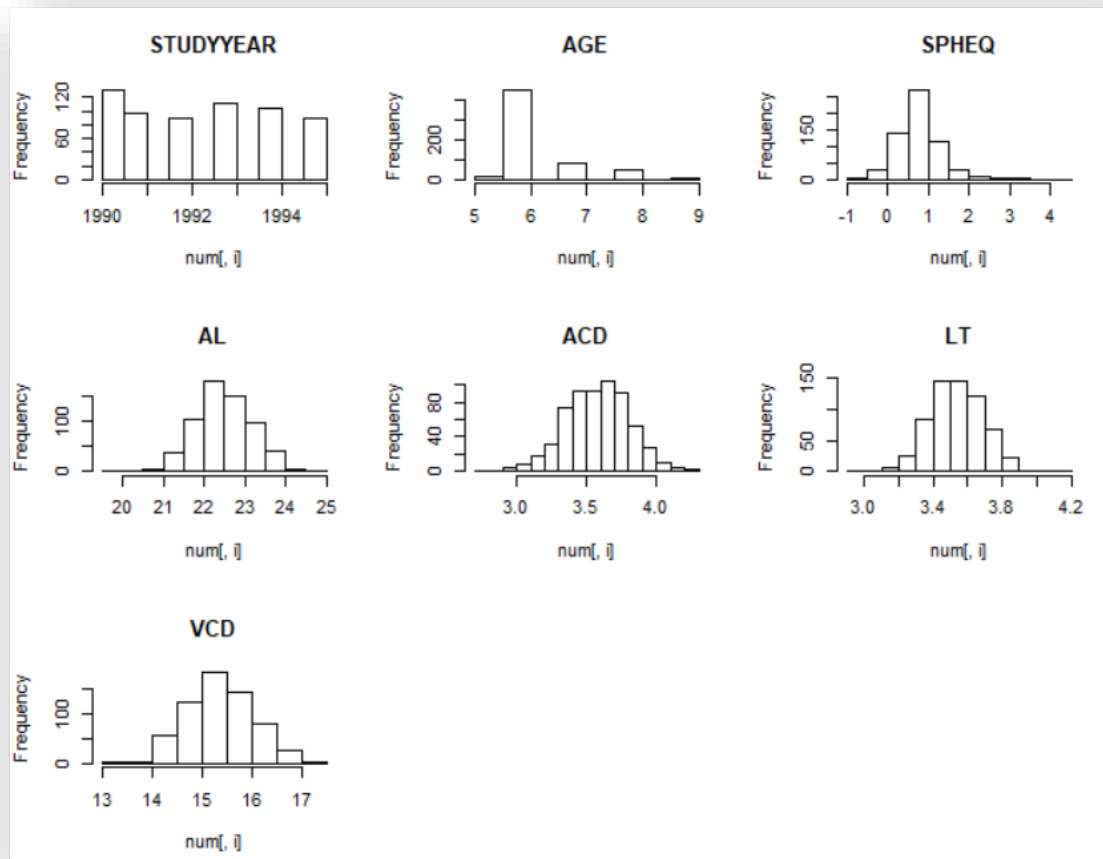 STUDYYEAR
Frequency
0 60 120
1990 1992 1994
num[, i]
AGE
Frequency
0 200
5 6 7 8 9
num[, i]
SPHEQ
Frequency
0 150
-1 0 1 2 3 4
num[, i]
AL
Frequency
0 100
20 21 22 23 24 25
num[, i]
ACD
Frequency
0 40 80
3.0 3.5 4.0
num[, i]
LT
Frequency
0 50 150
3.0 3.4 3.8 4.2
num[, i]
VCD
Frequency
0 100
13 14 15 16 17
num[, i]